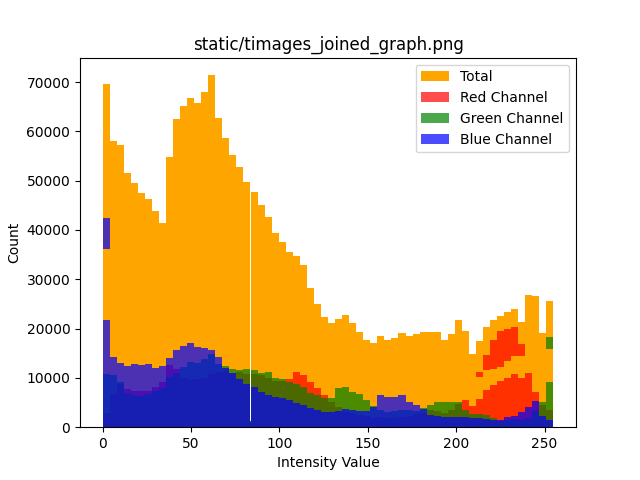 static/timages_joined_graph.png
Total
Red Channel
Green Channel
Blue Channel
70000
60000
50000
40000
30000
20000
10000
0
Count
0 50 100 150 200 250
Intensity Value